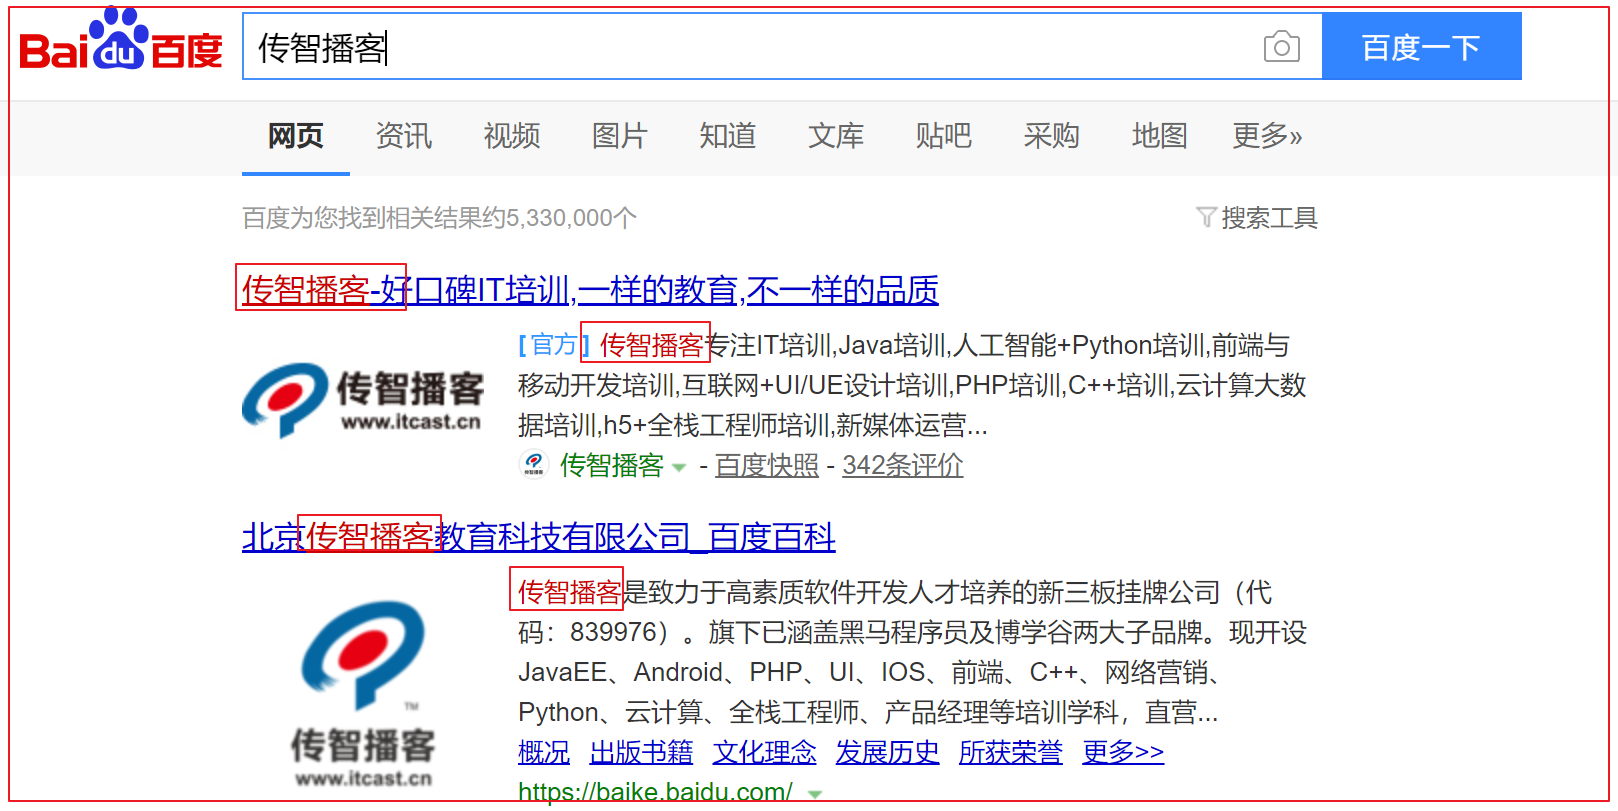 Bai du 百度
传智播客
百度一下
网页 资讯 视频 图片 知道 文库 贴吧 采购 地图 更多»
百度为您找到相关结果约5,330,000个
搜索工具
传智播客-好口碑IT培训,一样的教育,不一样的品质
传智播客
www.itcast.cn
[官方] 传智播客专注IT培训,Java培训,人工智能+Python培训,前端与
移动开发培训,互联网+UI/UE设计培训,PHP培训,C++培训,云计算大数
据培训,h5+全栈工程师培训,新媒体运营...
传智播客 - 百度快照 - 342条评价
北京传智播客教育科技有限公司_百度百科
TM
传智播客
www.itcast.cn
传智播客是致力于高素质软件开发人才培养的新三板挂牌公司（代
码：839976）。旗下已涵盖黑马程序员及博学谷两大子品牌。现开设
JavaEE、Android、PHP、UI、IOS、前端、C++、网络营销、
Python、云计算、全栈工程师、产品经理等培训学科，直营...
概况 出版书籍 文化理念 发展历史 所获荣誉 更多>>
https://baike.baidu.com/